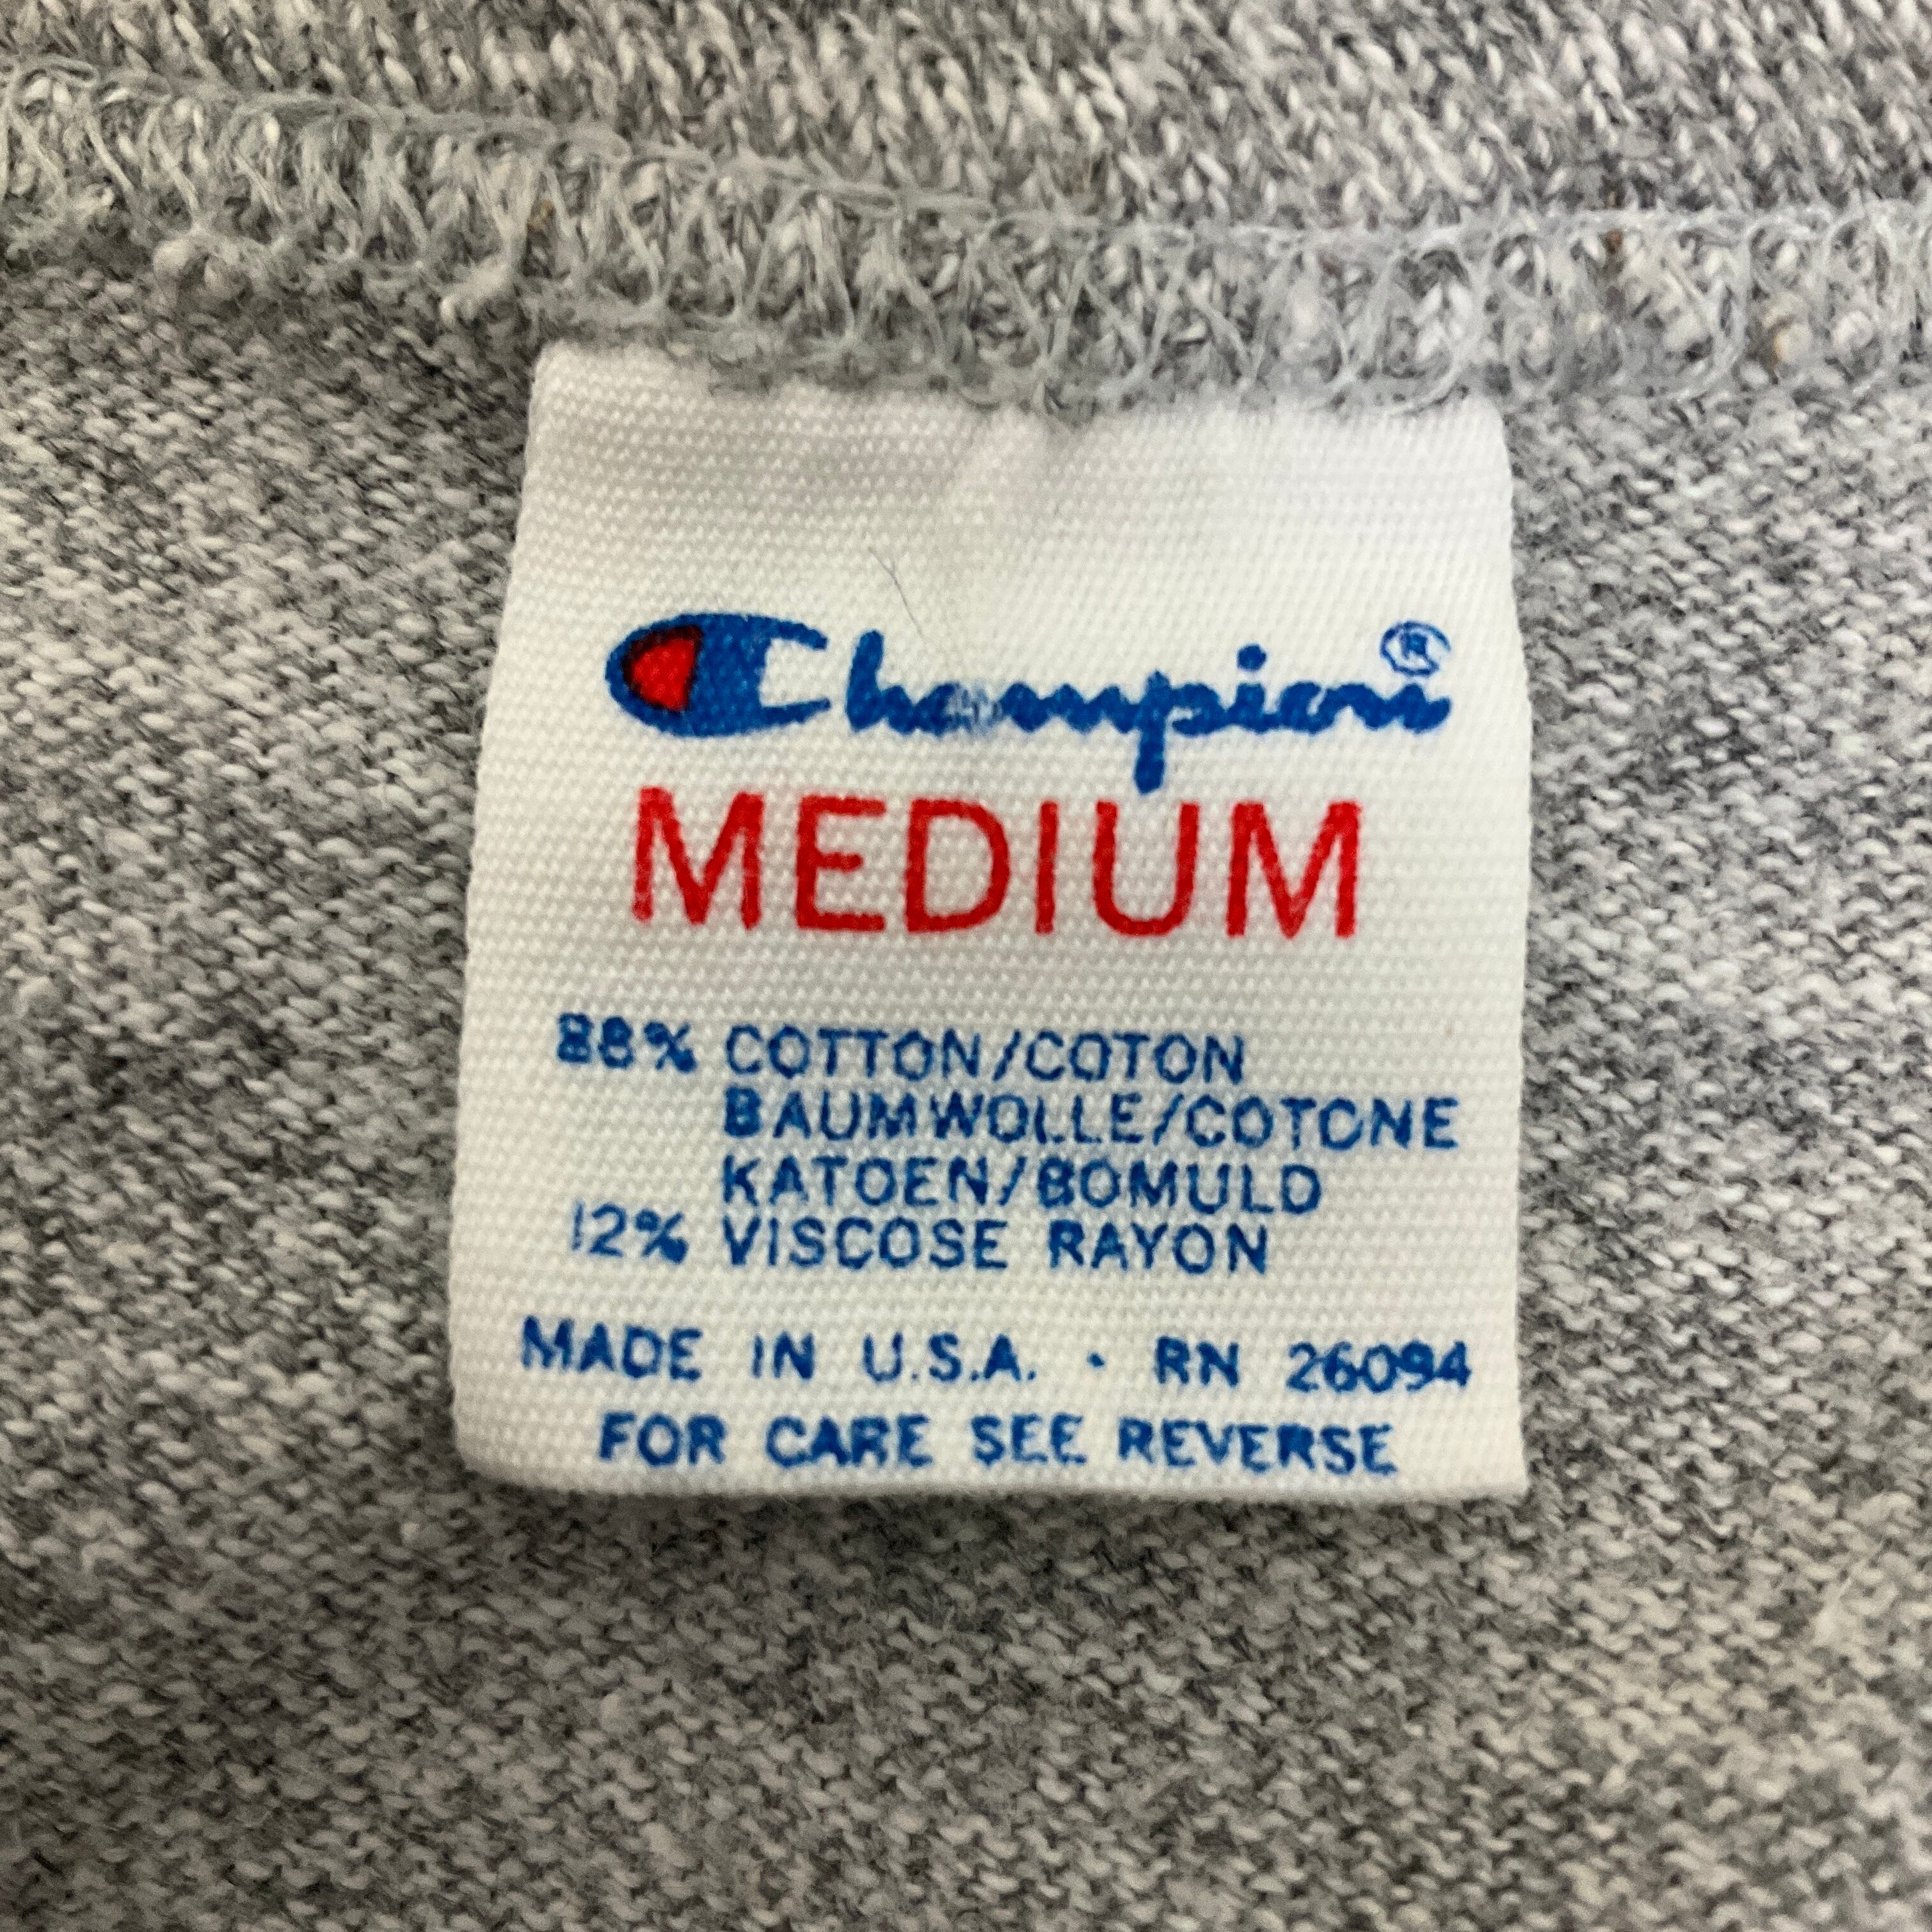 Champion®
MEDIUM
88% COTTON/COTON
BAUMWOLLE/COTONE
KATOEN/BOMULD
12% VISCOSE RAYON
MADE IN U.S.A. · RN 26094
FOR CARE SEE REVERSE